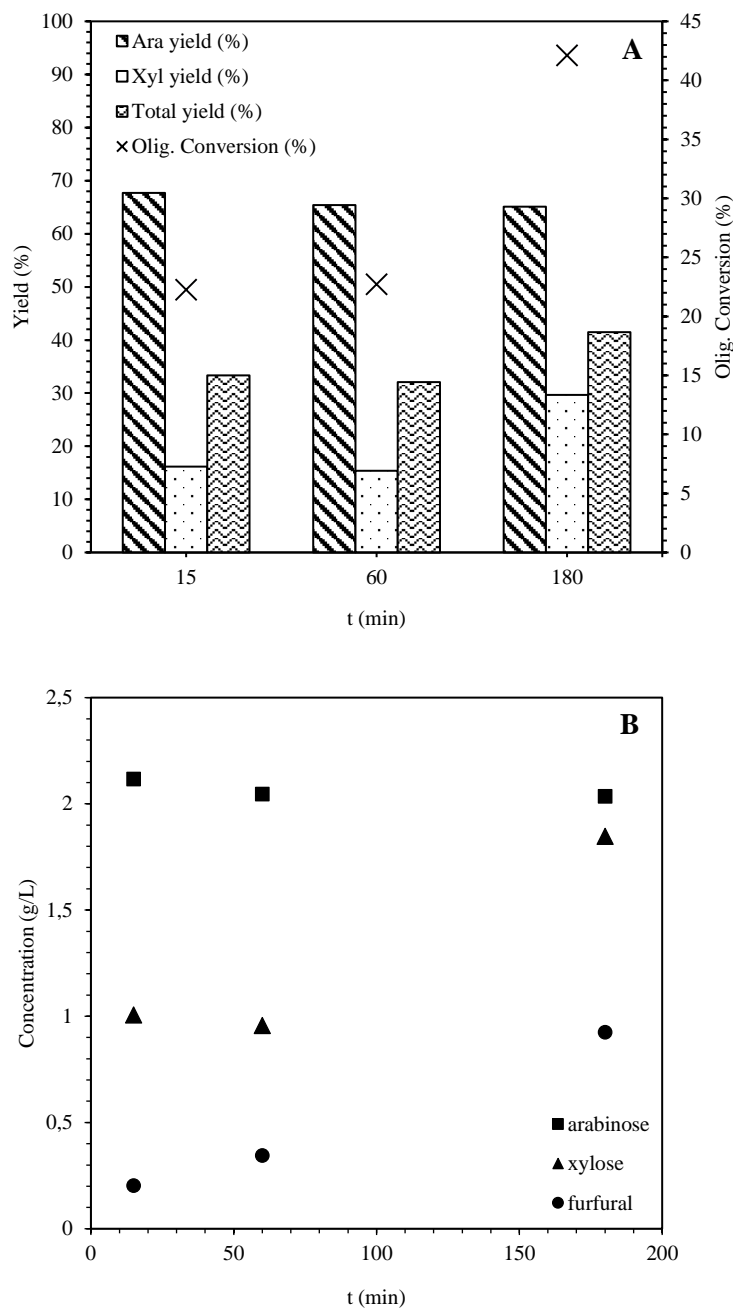 A
Ara yield (%)
Xyl yield (%)
Total yield (%)
Olig. Conversion (%)
Yield (%)
100
90
80
70
60
50
40
30
20
10
0
Olig. Conversion (%)
45
40
35
30
25
20
15
10
5
0
15 60 180
t (min)
B
Concentration (g/L)
2,5
2
1,5
1
0,5
0
arabinose
xylose
furfural
0 50 100 150 200
t (min)